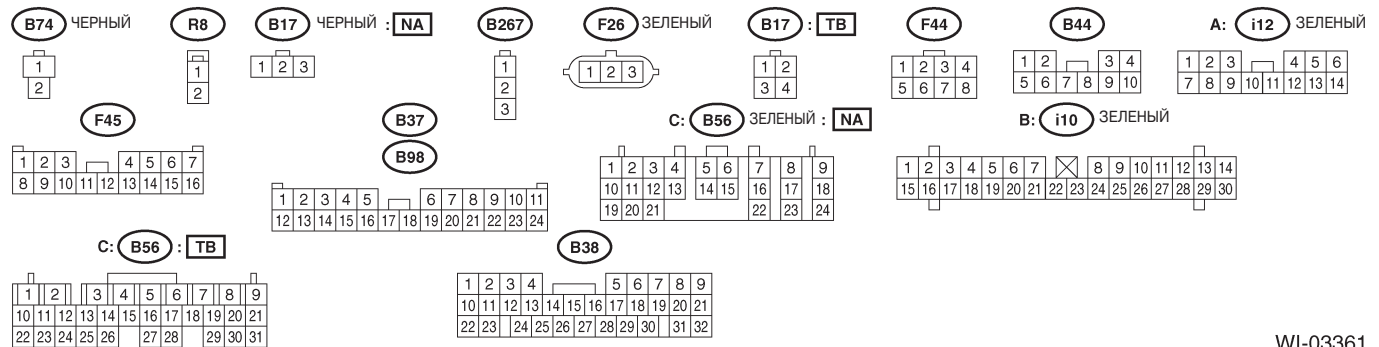 B74 ЧЕРНЫЙ R8 B17 ЧЕРНЫЙ : NA B267 F26 ЗЕЛЕНЫЙ B17 : TB F44 B44 A: i12 ЗЕЛЕНЫЙ
1
2
1
2
1 2 3
1
2
3
1 2 3
1 2
3 4
1 2 3 4
5 6 7 8
1 2 3 4
5 6 7 8 9 10
1 2 3 4 5 6
7 8 9 10 11 12 13 14
F45 B37 C: B56 ЗЕЛЕНЫЙ : NA B: i10 ЗЕЛЕНЫЙ
B98
1 2 3 4 5 6 7
8 9 10 11 12 13 14 15 16
1 2 3 4 5 6 7 8 9 10 11
12 13 14 15 16 17 18 19 20 21 22 23 24
1 2 3 4 5 6 7 8 9
10 11 12 13 14 15 16 17 18
19 20 21 22 23 24
1 2 3 4 5 6 7 8 9 10 11 12 13 14
15 16 17 18 19 20 21 22 23 24 25 26 27 28 29 30
C: B56 : TB B38
1 2 3 4 5 6 7 8 9
10 11 12 13 14 15 16 17 18 19 20 21
22 23 24 25 26 27 28 29 30 31
1 2 3 4 5 6 7 8 9
10 11 12 13 14 15 16 17 18 19 20 21
22 23 24 25 26 27 28 29 30 31 32
WI-03361